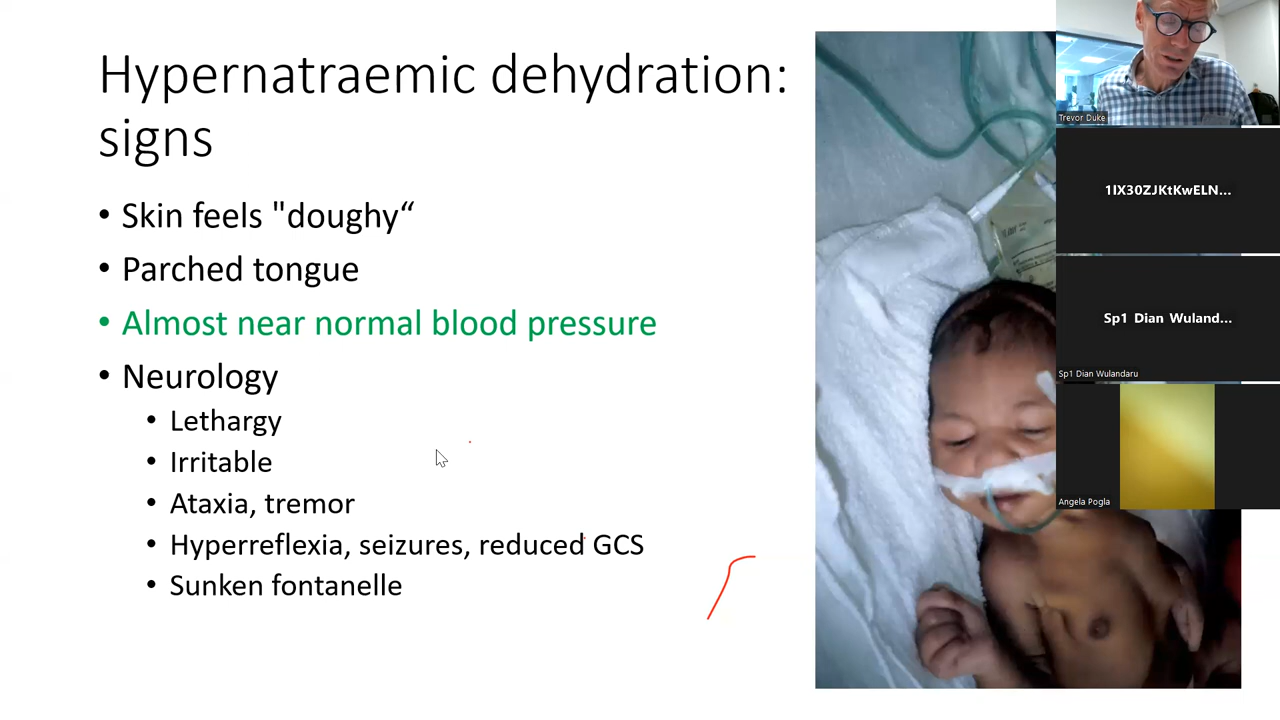 Hypernatraemic dehydration:
signs
• Skin feels "doughy“
• Parched tongue
• Almost near normal blood pressure
• Neurology
• Lethargy
• Irritable
• Ataxia, tremor
• Hyperreflexia, seizures, reduced GCS
• Sunken fontanelle
Trevor Duke
1IX30ZJKtKwELN...
Sp1 Dian Wuland...
Sp1 Dian Wulandaru
Angela Pogla